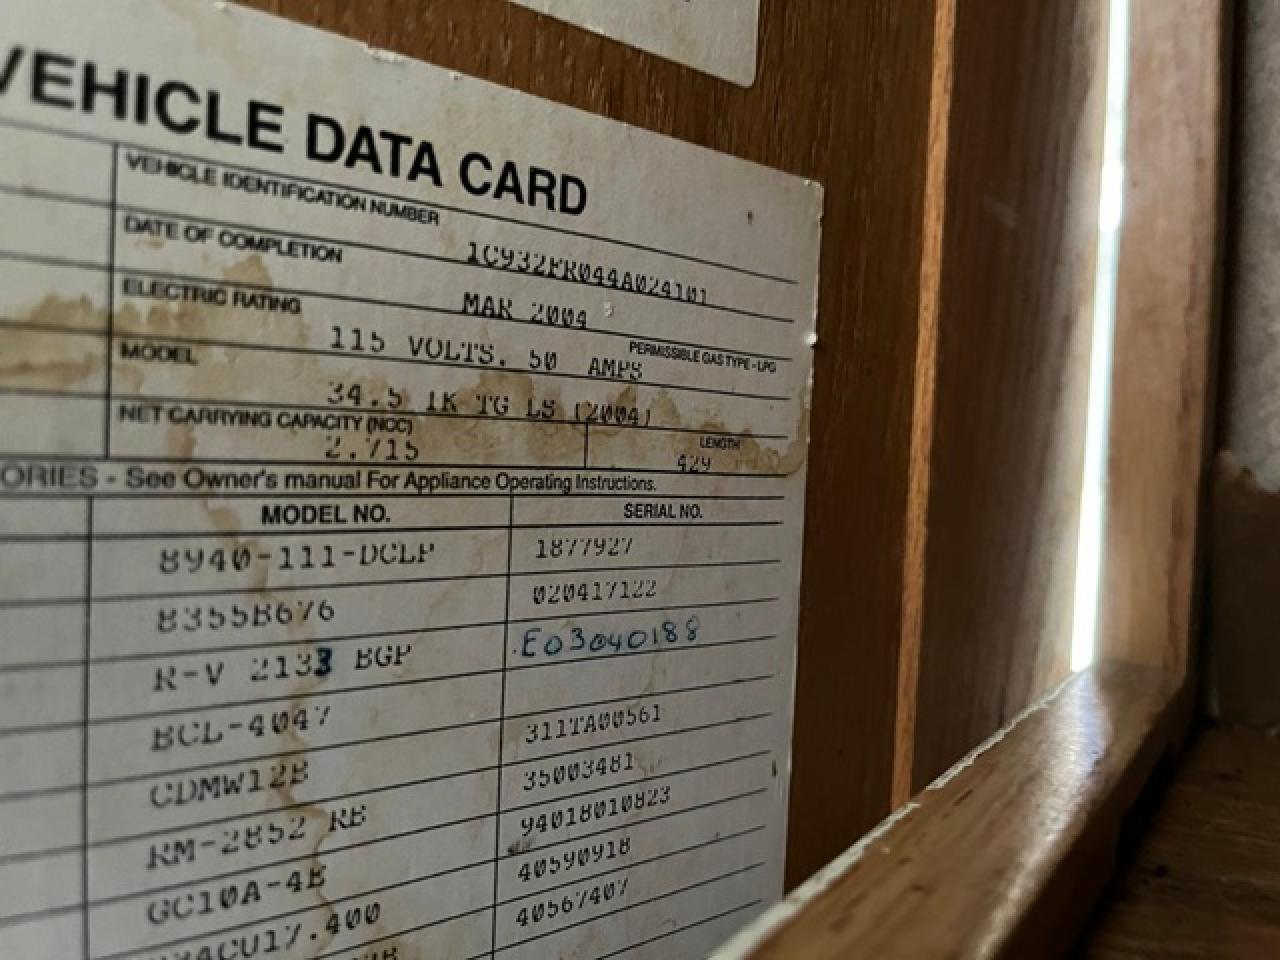 VEHICLE DATA CARD
VEHICLE IDENTIFICATION NUMBER
1C932FR044A024101
DATE OF COMPLETION
MAR 2004
ELECTRIC RATING
115 VOLTS. 50 AMPS
PERMISSIBLE GAS TYPE - LPG
MODEL
34.5 TK TG LS (2004)
NET CARRYING CAPACITY (NCC)
2,715
LENGTH
429
ORIES - See Owner's manual For Appliance Operating Instructions.
MODEL NO. SERIAL NO.
8940-111-DCLP 1877927
8355B676 020417122
R-V 2133 BGP E03040188
BCL-4047
CDMW12B 311TA00561
RM-2852 RB 35003481
GC10A-4E 94018010823
ACU17.400 40590918
40567407